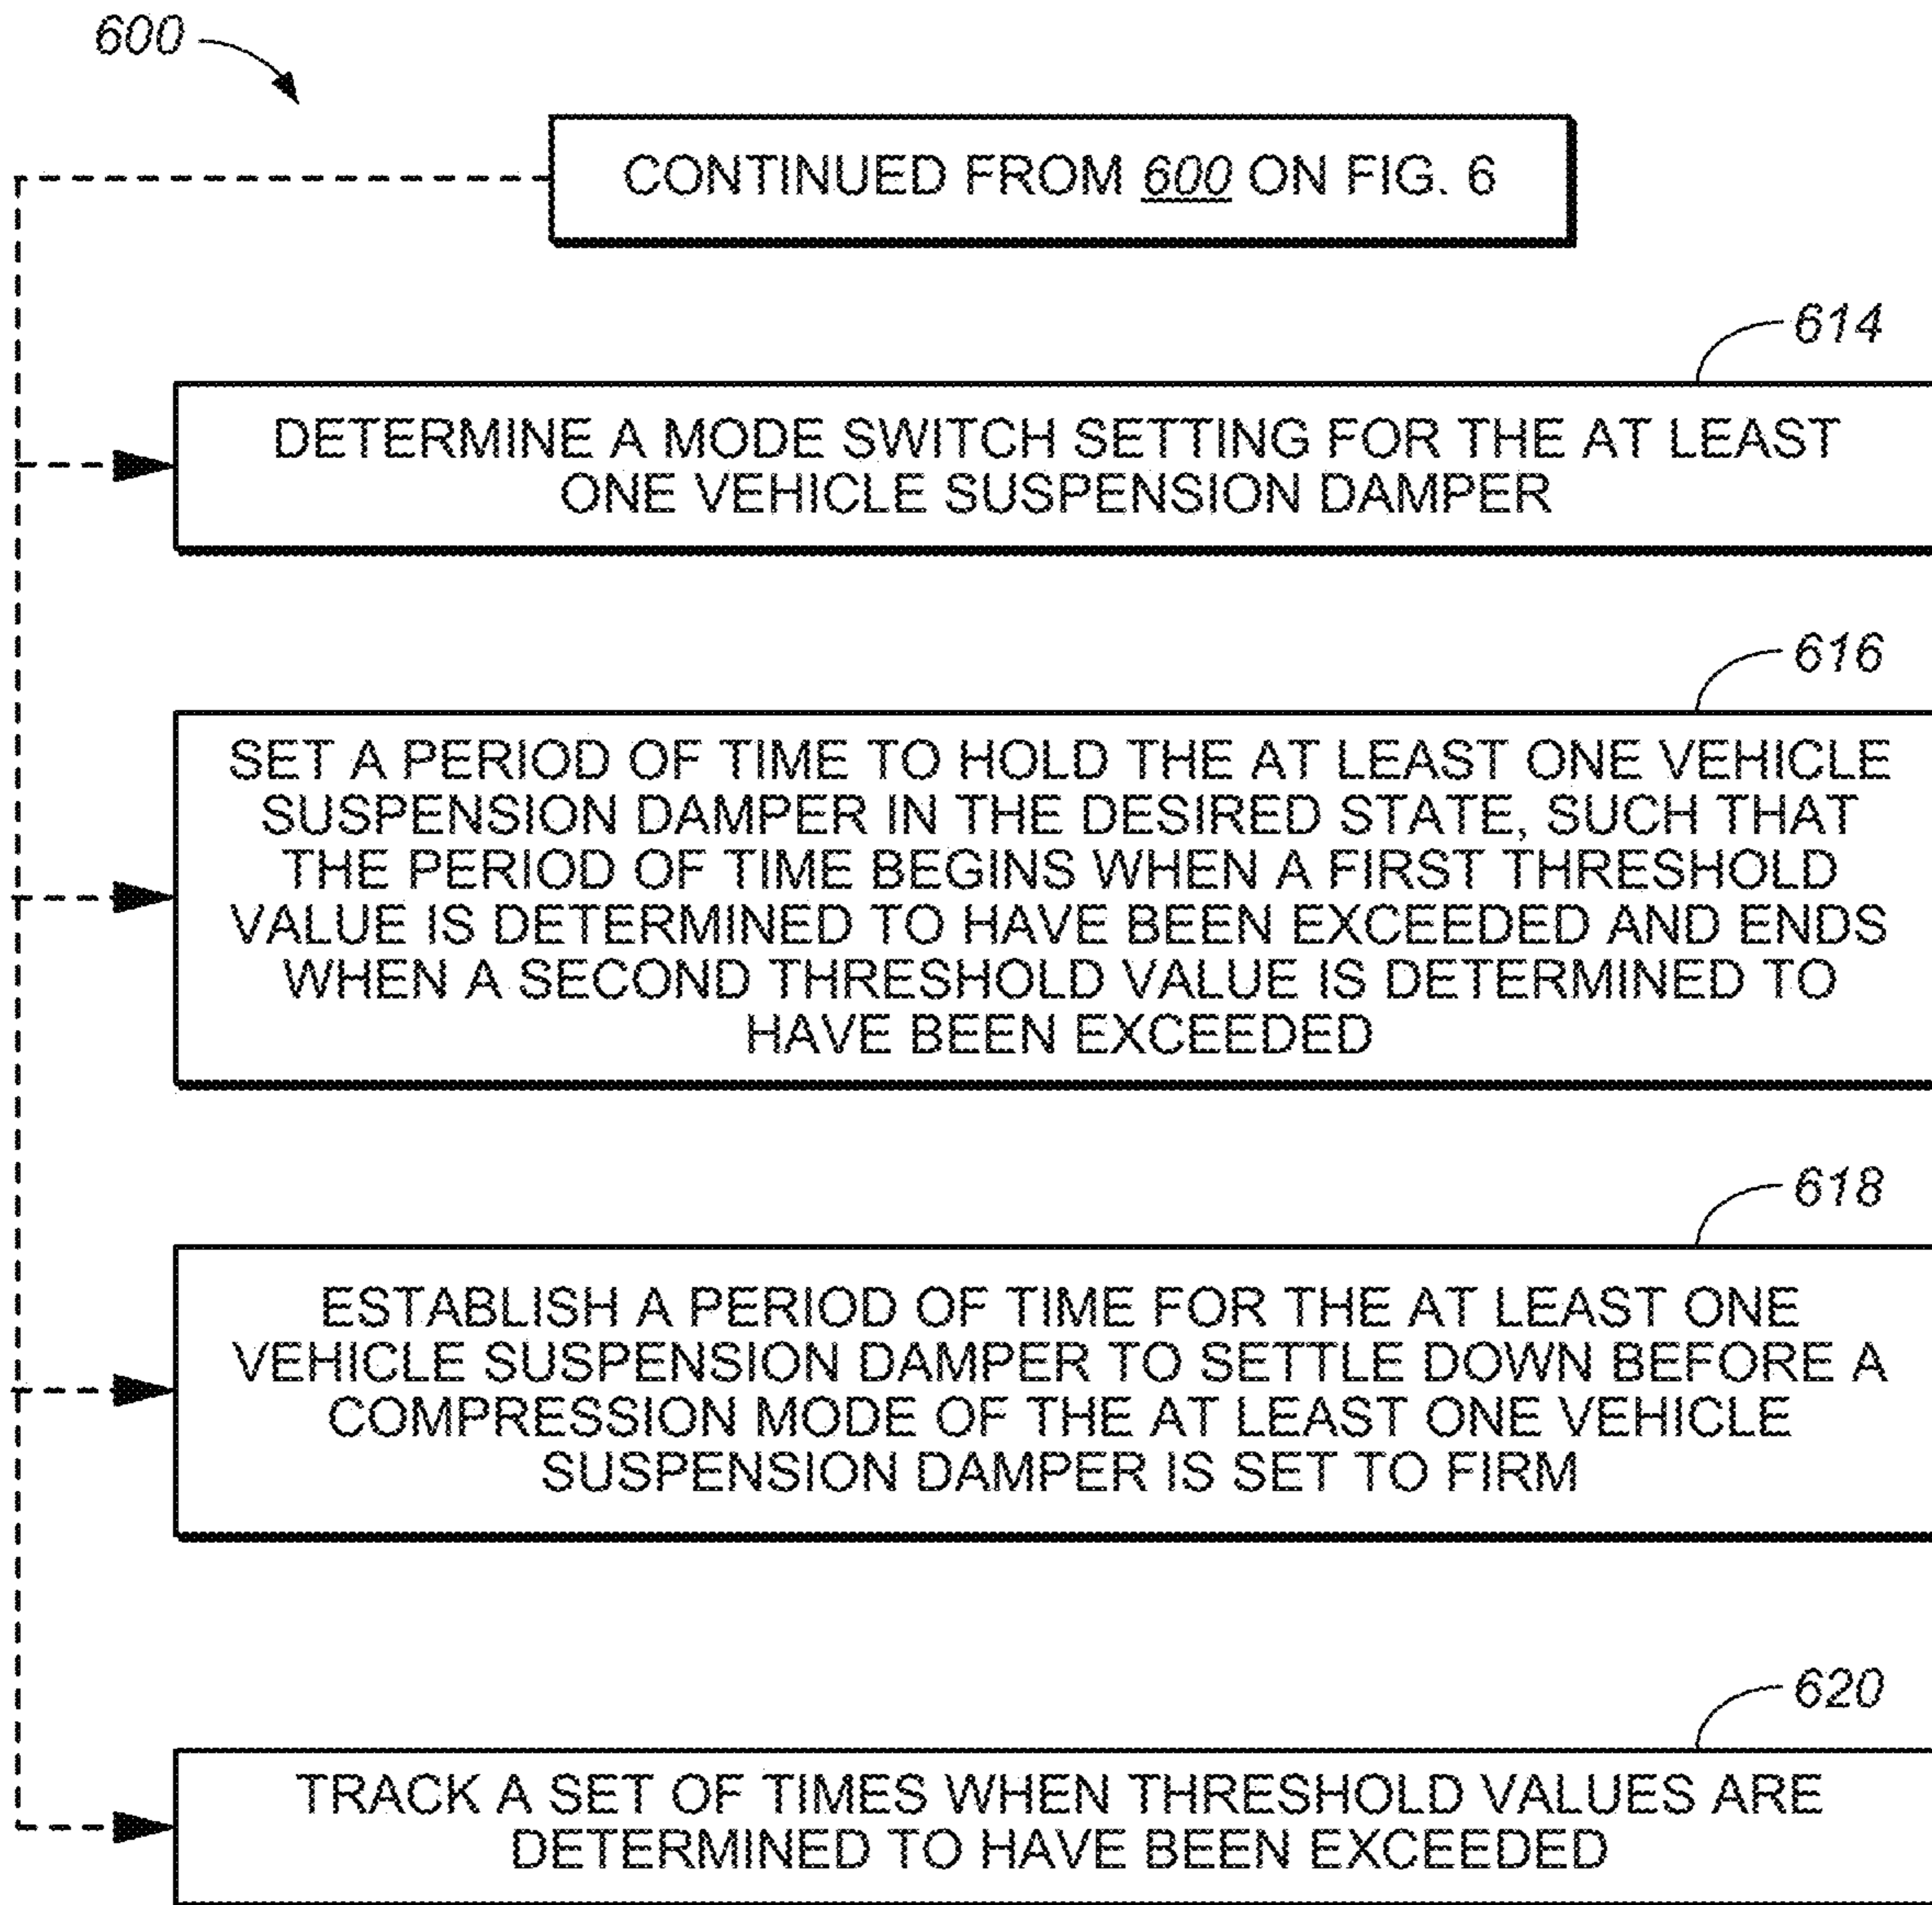 600
CONTINUED FROM 600 ON FIG. 6
614
DETERMINE A MODE SWITCH SETTING FOR THE AT LEAST
ONE VEHICLE SUSPENSION DAMPER
616
SET A PERIOD OF TIME TO HOLD THE AT LEAST ONE VEHICLE
SUSPENSION DAMPER IN THE DESIRED STATE, SUCH THAT
THE PERIOD OF TIME BEGINS WHEN A FIRST THRESHOLD
VALUE IS DETERMINED TO HAVE BEEN EXCEEDED AND ENDS
WHEN A SECOND THRESHOLD VALUE IS DETERMINED TO
HAVE BEEN EXCEEDED
618
ESTABLISH A PERIOD OF TIME FOR THE AT LEAST ONE
VEHICLE SUSPENSION DAMPER TO SETTLE DOWN BEFORE A
COMPRESSION MODE OF THE AT LEAST ONE VEHICLE
SUSPENSION DAMPER IS SET TO FIRM
620
TRACK A SET OF TIMES WHEN THRESHOLD VALUES ARE
DETERMINED TO HAVE BEEN EXCEEDED